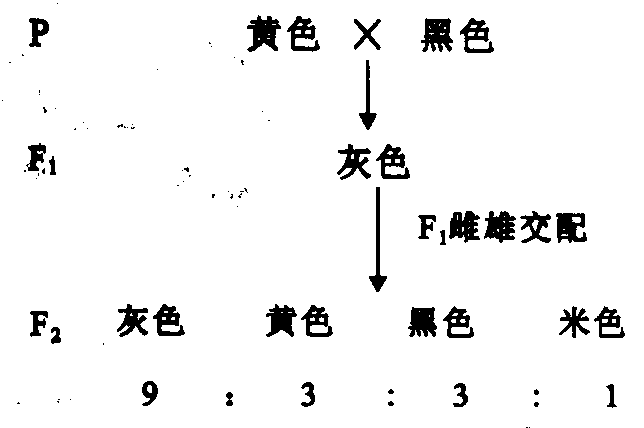 P 黄色 × 黑色
F₁ 灰色
F₁雌雄交配
F₂ 灰色 黄色 黑色 米色
9 : 3 : 3 : 1